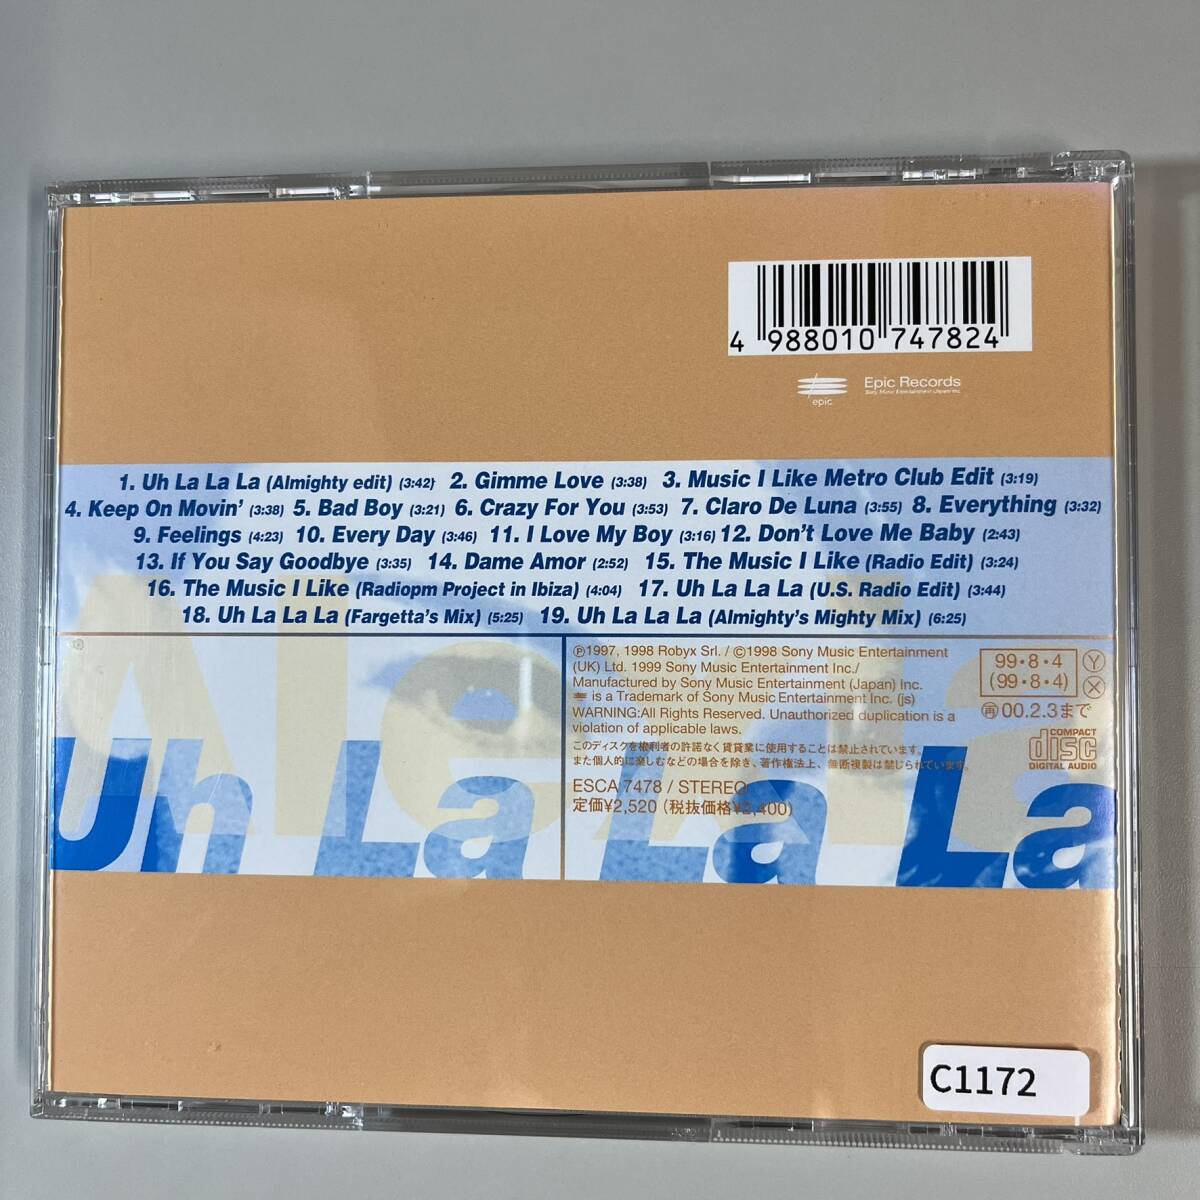 4 988010 747824
epic
Epic Records
Sony Music Entertainment (Japan) Inc.
1. Uh La La La (Almighty edit) (3:42) 2. Gimme Love (3:38) 3. Music I Like Metro Club Edit (3:19)
4. Keep On Movin' (3:38) 5. Bad Boy (3:21) 6. Crazy For You (3:53) 7. Claro De Luna (3:55) 8. Everything (3:32)
9. Feelings (4:23) 10. Every Day (3:46) 11. I Love My Boy (3:16) 12. Don't Love Me Baby (2:43)
13. If You Say Goodbye (3:35) 14. Dame Amor (2:52) 15. The Music I Like (Radio Edit) (3:24)
16. The Music I Like (Radiopm Project in Ibiza) (4:04) 17. Uh La La La (U.S. Radio Edit) (3:44)
18. Uh La La La (Fargetta's Mix) (5:25) 19. Uh La La La (Almighty's Mighty Mix) (6:25)
Alexia
Uh La La La
℗1997, 1998 Robyx Srl. / ©1998 Sony Music Entertainment
(UK) Ltd. 1999 Sony Music Entertainment Inc./
Manufactured by Sony Music Entertainment (Japan) Inc.
is a Trademark of Sony Music Entertainment Inc. (js)
WARNING:All Rights Reserved. Unauthorized duplication is a
violation of applicable laws.
このディスクを権利者の許諾なく賃貸業に使用することは禁止されています。
また個人的に楽しむなどの場合を除き、著作権法上、無断複製は禁じられています。
ESCA 7478 / STEREO
定価¥2,520 (税抜価格¥2,400)
99・8・4
(99・8・4)
Ⓨ
Ⓧ
㊢00.2.3まで
COMPACT
disc
DIGITAL AUDIO
C1172